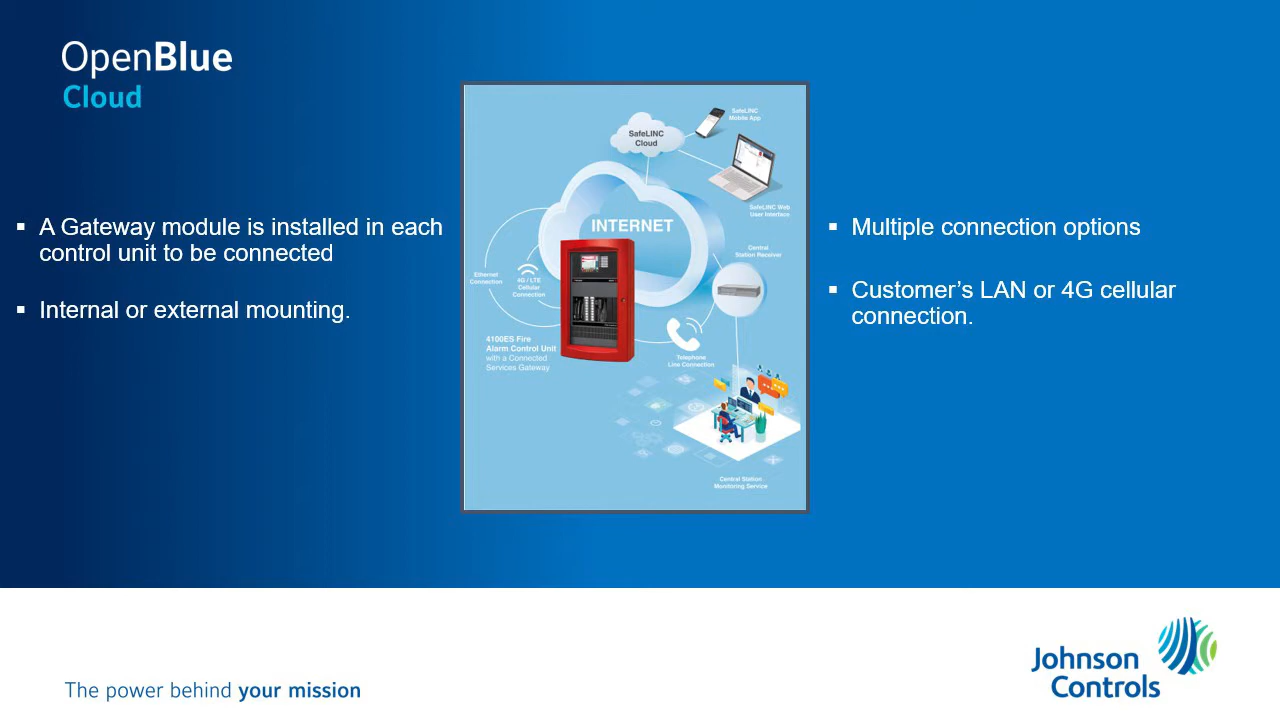 OpenBlue
Cloud
▪ A Gateway module is installed in each
control unit to be connected
▪ Internal or external mounting.
SafeLINC
Mobile App
SafeLINC
Cloud
SafeLINC Web
User Interface
INTERNET
Central
Station Receiver
Ethernet
Connection
4G / LTE
Cellular
Connection
4100ES Fire
Alarm Control Unit
with a Connected
Services Gateway
Telephone
Line Connection
Central Station
Monitoring Service
▪ Multiple connection options
▪ Customer’s LAN or 4G cellular
connection.
The power behind your mission
Johnson
Controls